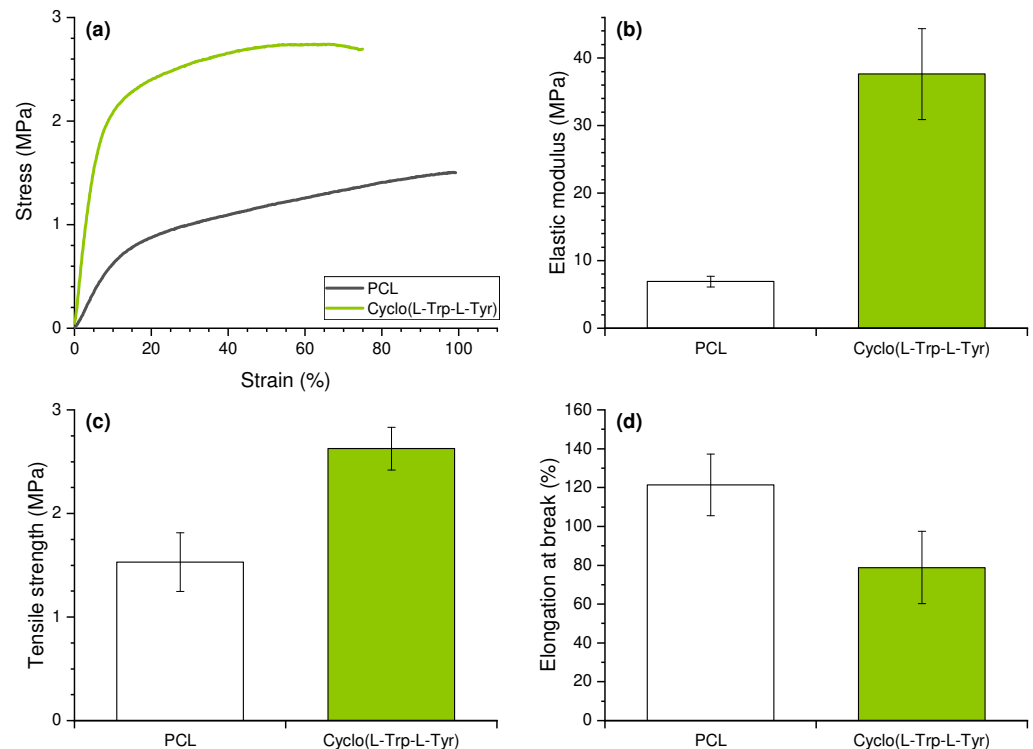 (a)
Stress (MPa)
3
2
1
0
0 20 40 60 80 100
Strain (%)
PCL
Cyclo(L-Trp-L-Tyr)
(b)
Elastic modulus (MPa)
40
30
20
10
0
PCL Cyclo(L-Trp-L-Tyr)
(c)
Tensile strength (MPa)
3
2
1
0
PCL Cyclo(L-Trp-L-Tyr)
(d)
Elongation at break (%)
160
140
120
100
80
60
40
20
0
PCL Cyclo(L-Trp-L-Tyr)